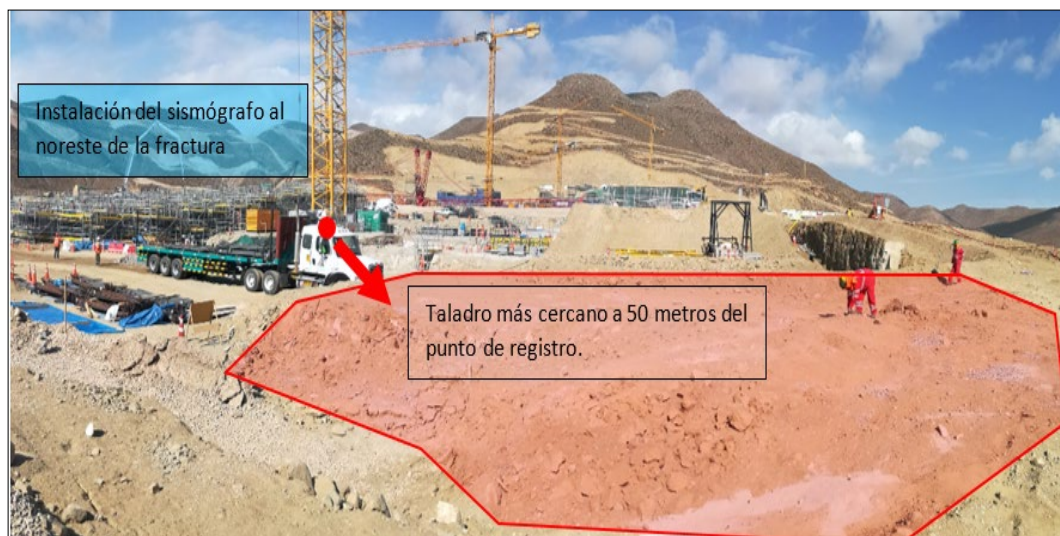 Instalación del sismógrafo al
noreste de la fractura
Taladro más cercano a 50 metros del
punto de registro.